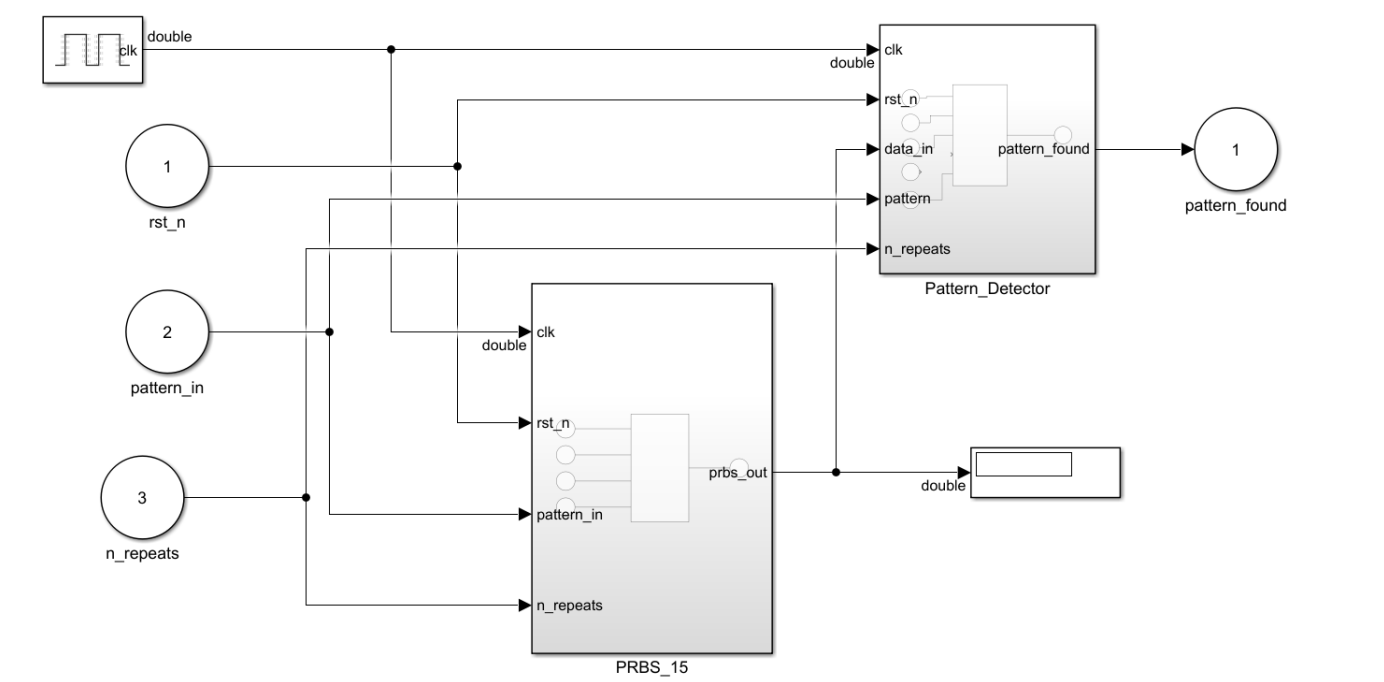 double
clk
clk
double
rst_n
data_in
pattern_found
pattern
n_repeats
Pattern_Detector
1
pattern_found
1
rst_n
2
pattern_in
3
n_repeats
clk
double
rst_n
prbs_out
pattern_in
n_repeats
PRBS_15
double